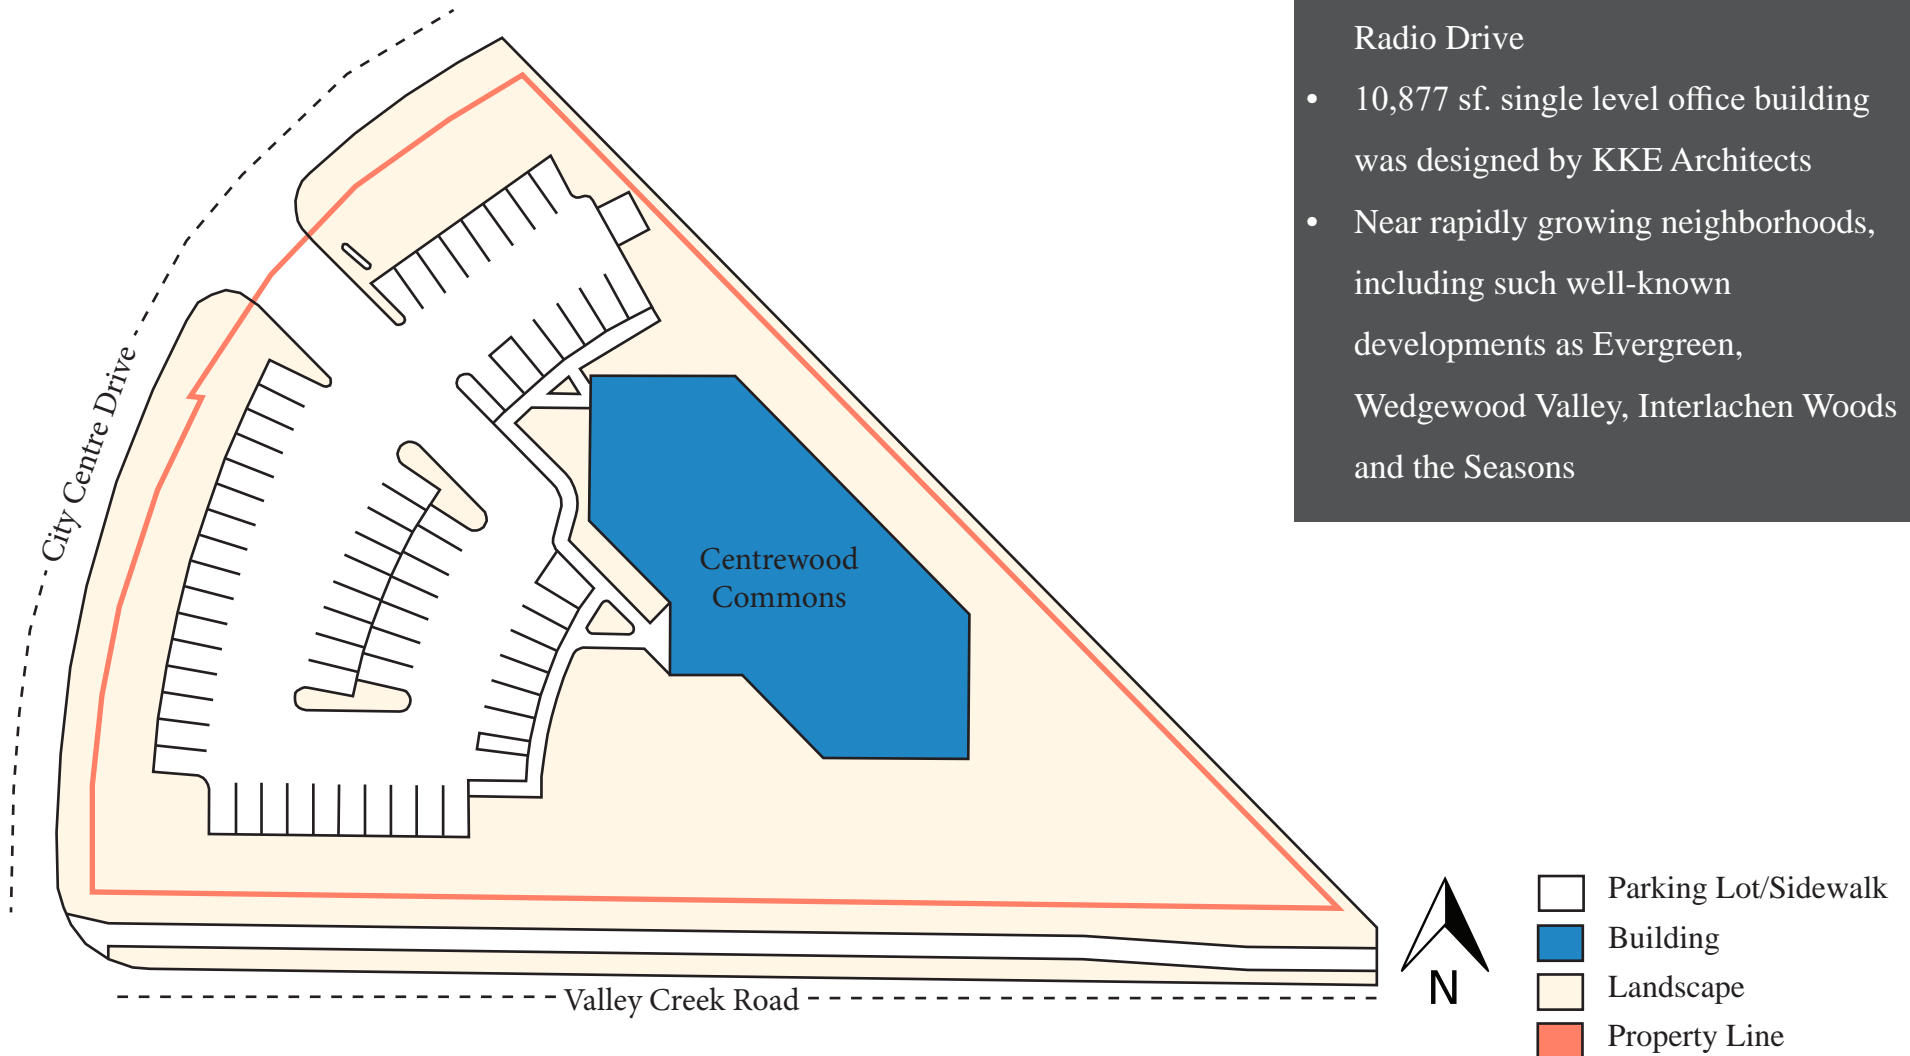 Radio Drive
• 10,877 sf. single level office building
was designed by KKE Architects
• Near rapidly growing neighborhoods,
including such well-known
developments as Evergreen,
Wedgewood Valley, Interlachen Woods
and the Seasons
City Centre Drive
Centrewood
Commons
Valley Creek Road
N
Parking Lot/Sidewalk
Building
Landscape
Property Line